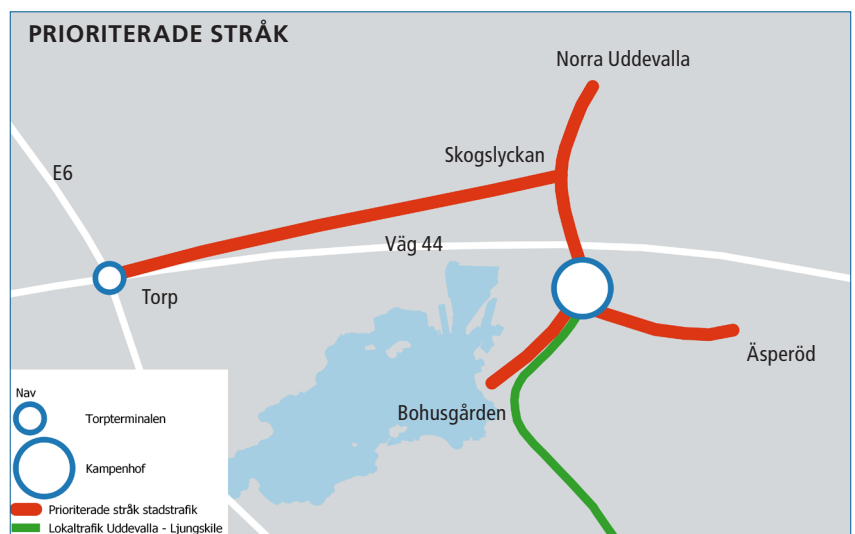 PRIORITERADE STRÅK
Norra Uddevalla
Skogslyckan
E6
Väg 44
Torp
Äsperöd
Bohusgården
Nav
Torpterminalen
Kampenhof
Prioriterade stråk stadstrafik
Lokaltrafik Uddevalla - Ljungskile